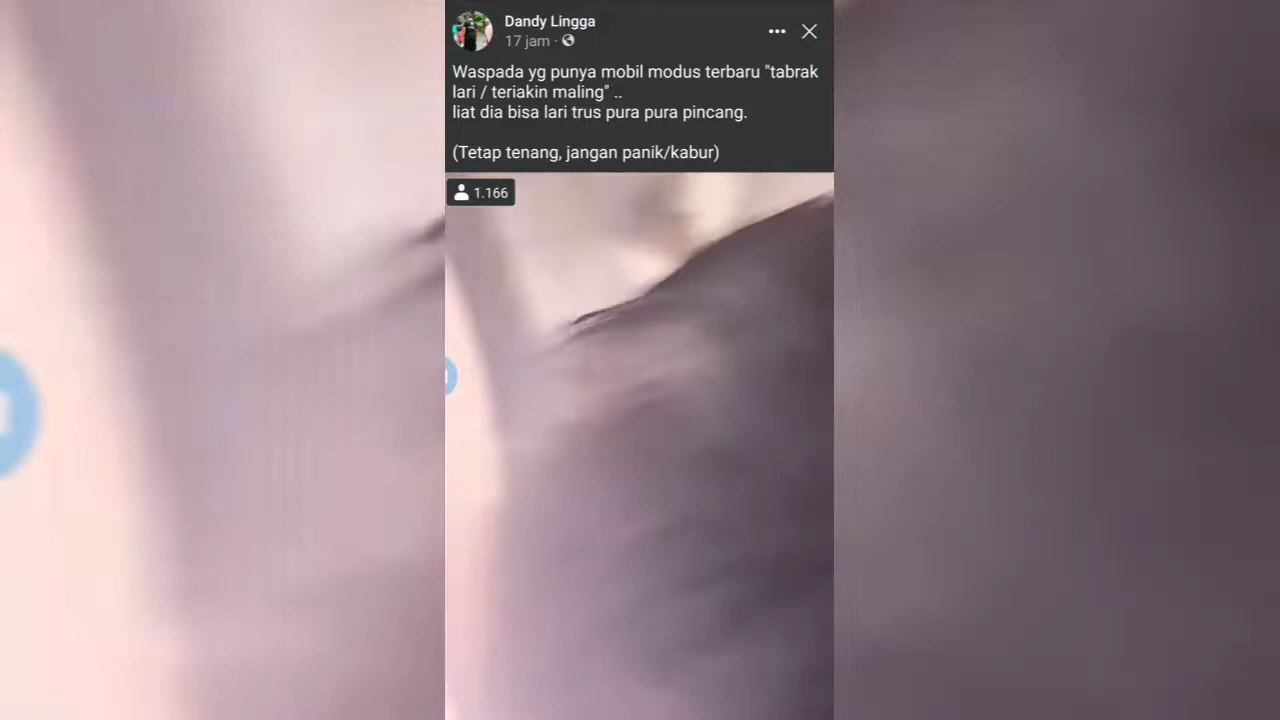 Dandy Lingga
17 jam ·
Waspada yg punya mobil modus terbaru "tabrak
lari / teriakin maling" ..
liat dia bisa lari trus pura pura pincang.
(Tetap tenang, jangan panik/kabur)
1.166